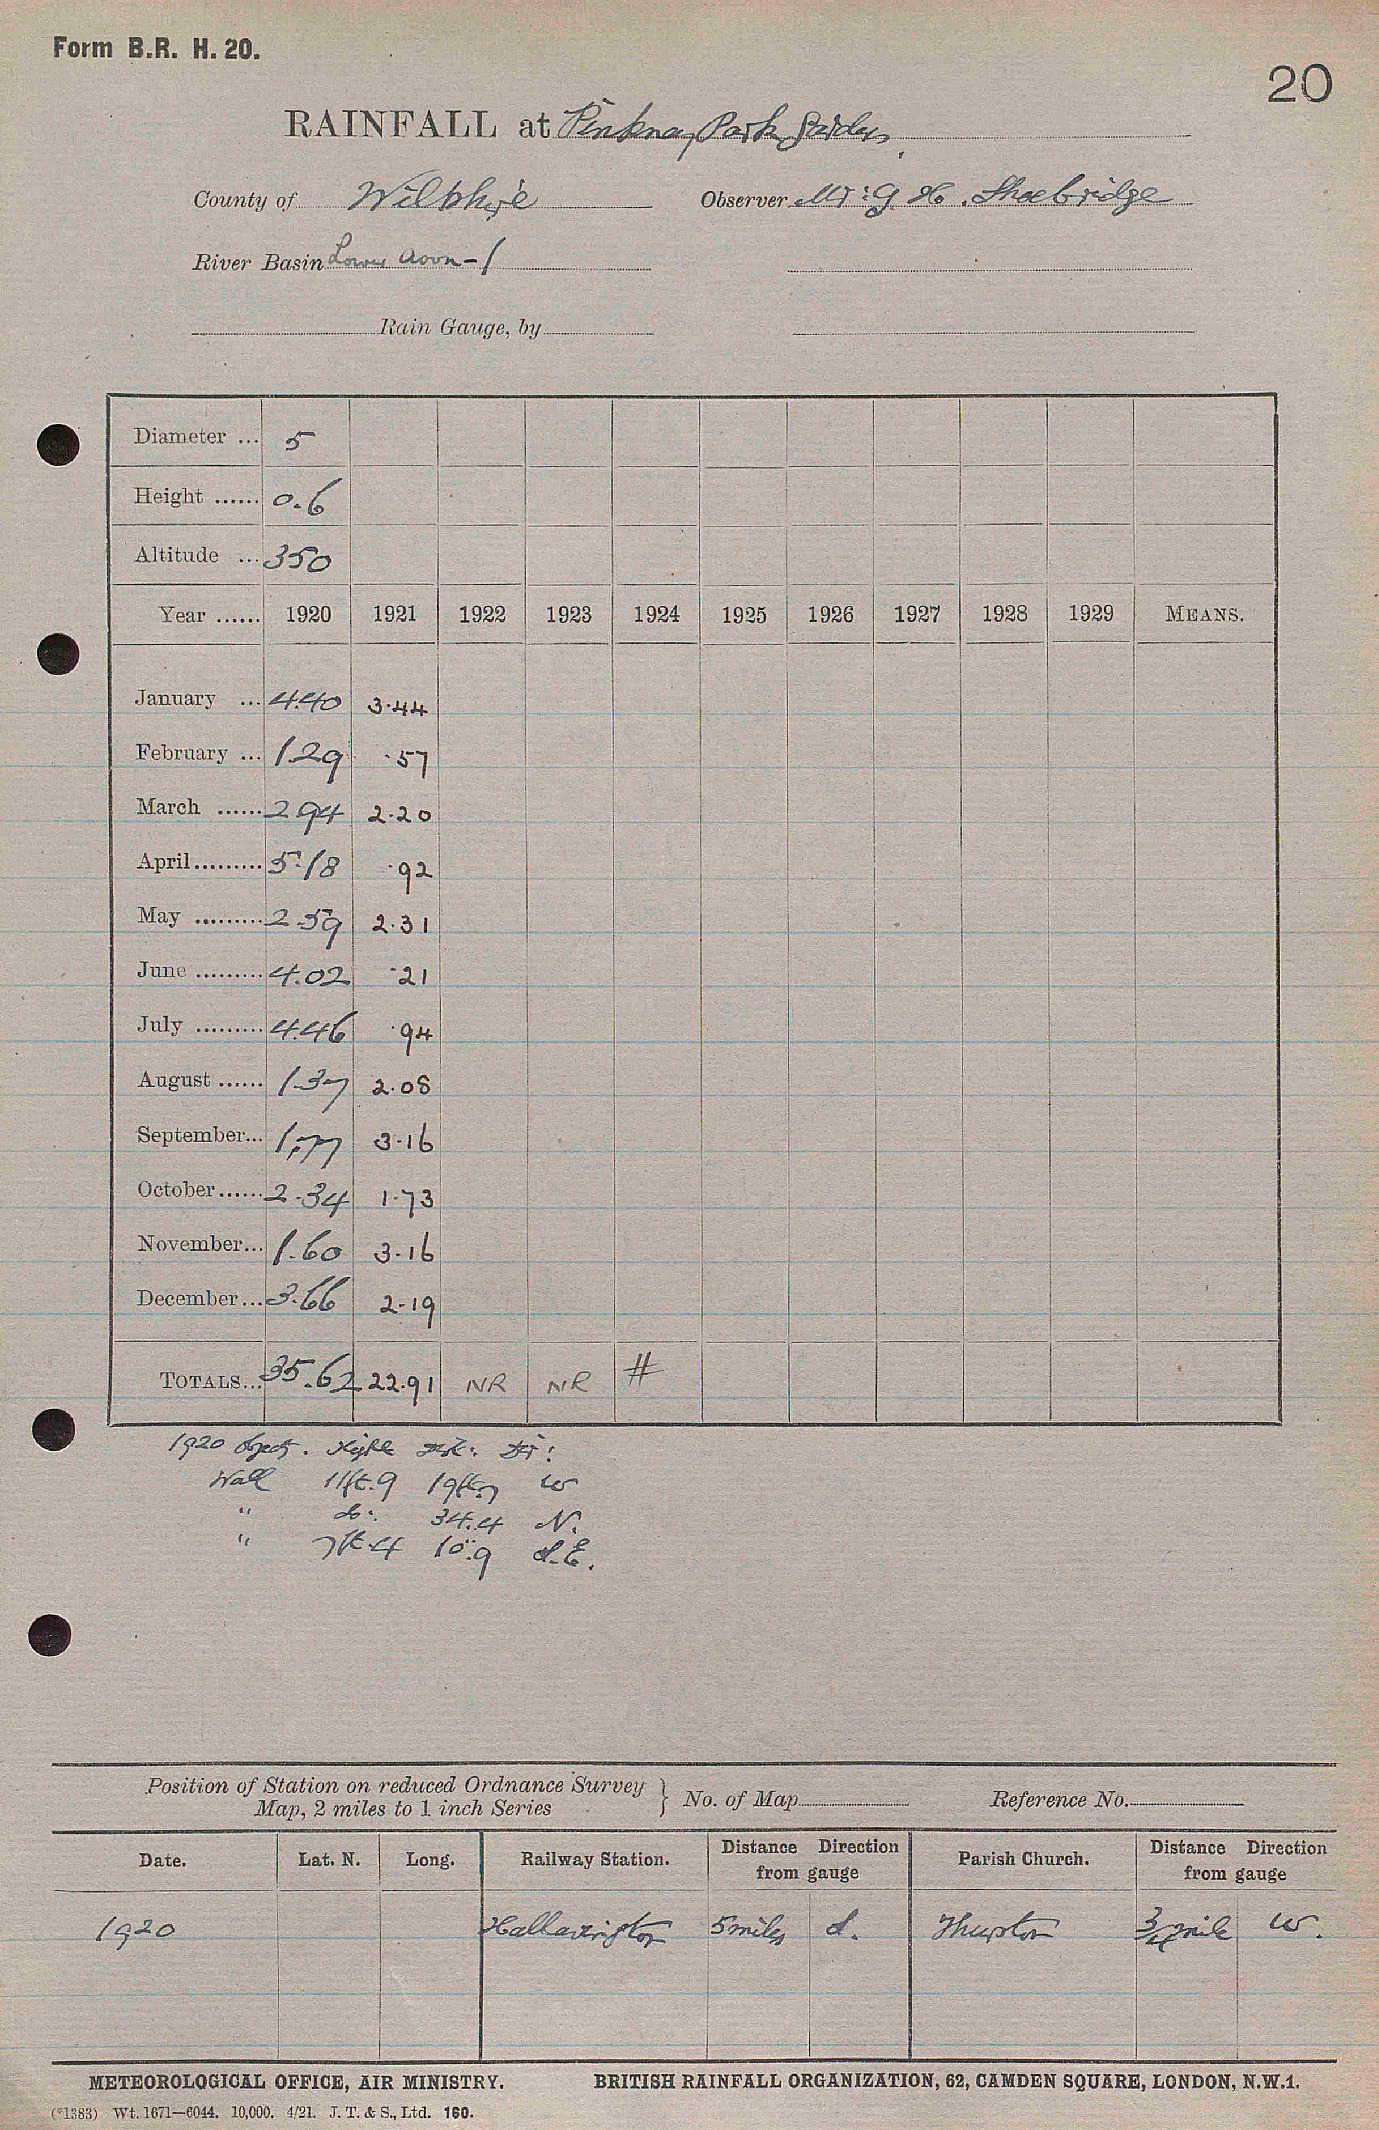 Form B.R. H. 20.
20
RAINFALL at Pinknay Park Gardens
County of Wiltshire Observer Mr. G. H. Shoebridge
River Basin Lower Avon - 1
Rain Gauge, by
Diameter ... 5
Height ...... 0.6
Altitude ... 350
Year ...... 1920 1921 1922 1923 1924 1925 1926 1927 1928 1929 MEANS.
January ... 4.40 3.44
February ... 1.29 .57
March ...... 2.94 2.20
April ......... 5.18 .92
May ......... 2.59 2.31
June ......... 4.02 .21
July ......... 4.46 .94
August ...... 1.37 2.08
September ... 1.77 3.16
October ...... 2.34 1.73
November ... 1.60 3.16
December ... 3.66 2.19
TOTALS ... 35.62 22.91 NR NR #
1920 Object. Height Dist: Dir:
Wall 11ft.9 19ft.7 W
" do: 34.4 N.
" 7ft.4 10.9 S.E.
Position of Station on reduced Ordnance Survey
Map, 2 miles to 1 inch Series } No. of Map Reference No.
Date. Lat. N. Long. Railway Station. Distance Direction from gauge Parish Church. Distance Direction from gauge
1920 Hallavington 5 miles S. 3/4 mile W.
METEOROLOGICAL OFFICE, AIR MINISTRY. BRITISH RAINFALL ORGANIZATION, 62, CAMDEN SQUARE, LONDON, N.W.1.
(*1383) Wt. 1671—6044. 10,000. 4/21. J. T. & S., Ltd. 160.